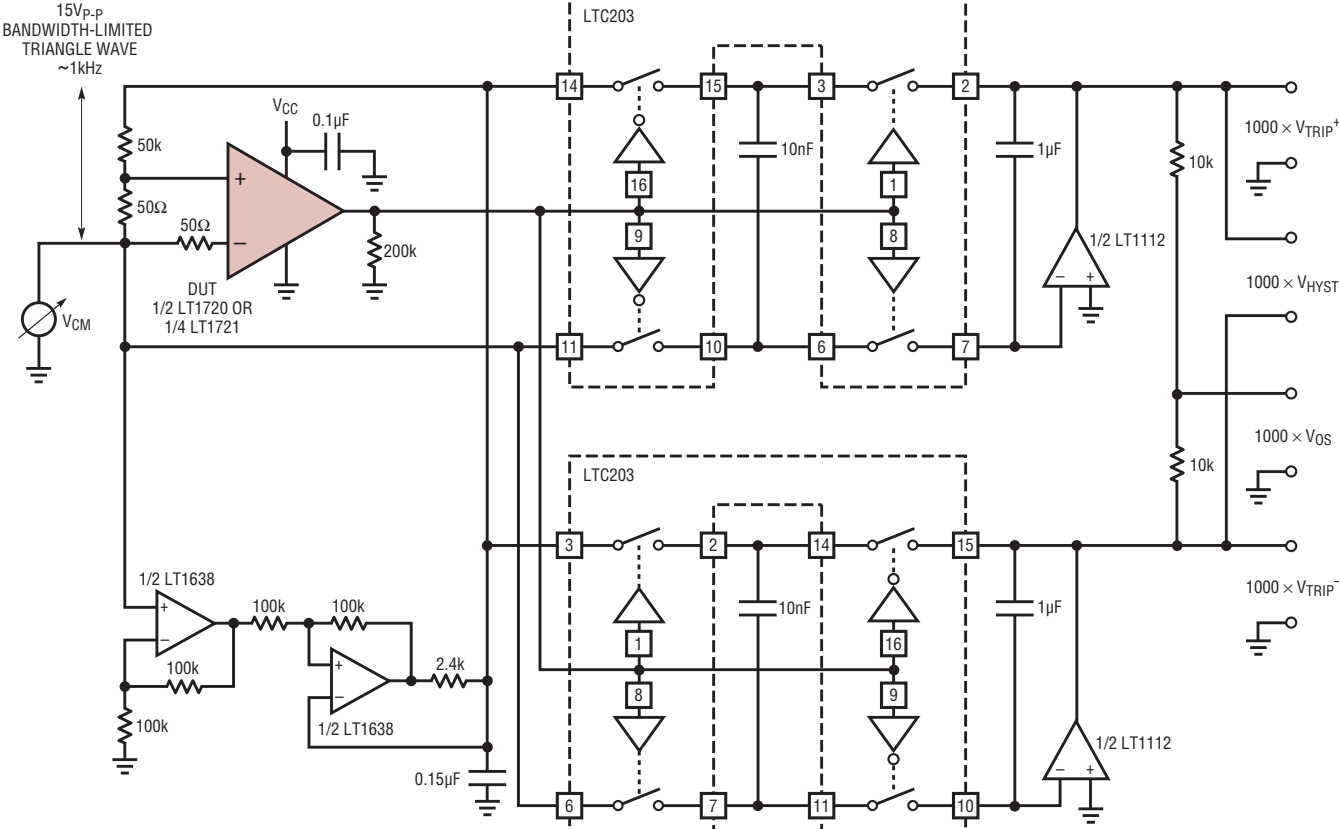 15VP-P
BANDWIDTH-LIMITED
TRIANGLE WAVE
~1kHz
LTC203
14
15
3
2
VCC
0.1µF
50k
+
50Ω
50Ω
−
200k
DUT
1/2 LT1720 OR
1/4 LT1721
VCM
16
10nF
1
1µF
9
8
1/2 LT1112
−
+
11
10
6
7
10k
1000 × VTRIP+
1000 × VHYST
1000 × VOS
10k
1000 × VTRIP−
LTC203
3
2
14
15
1
10nF
16
1µF
8
9
1/2 LT1112
−
+
6
7
11
10
1/2 LT1638
+
−
100k
100k
100k
100k
+
−
2.4k
1/2 LT1638
0.15µF